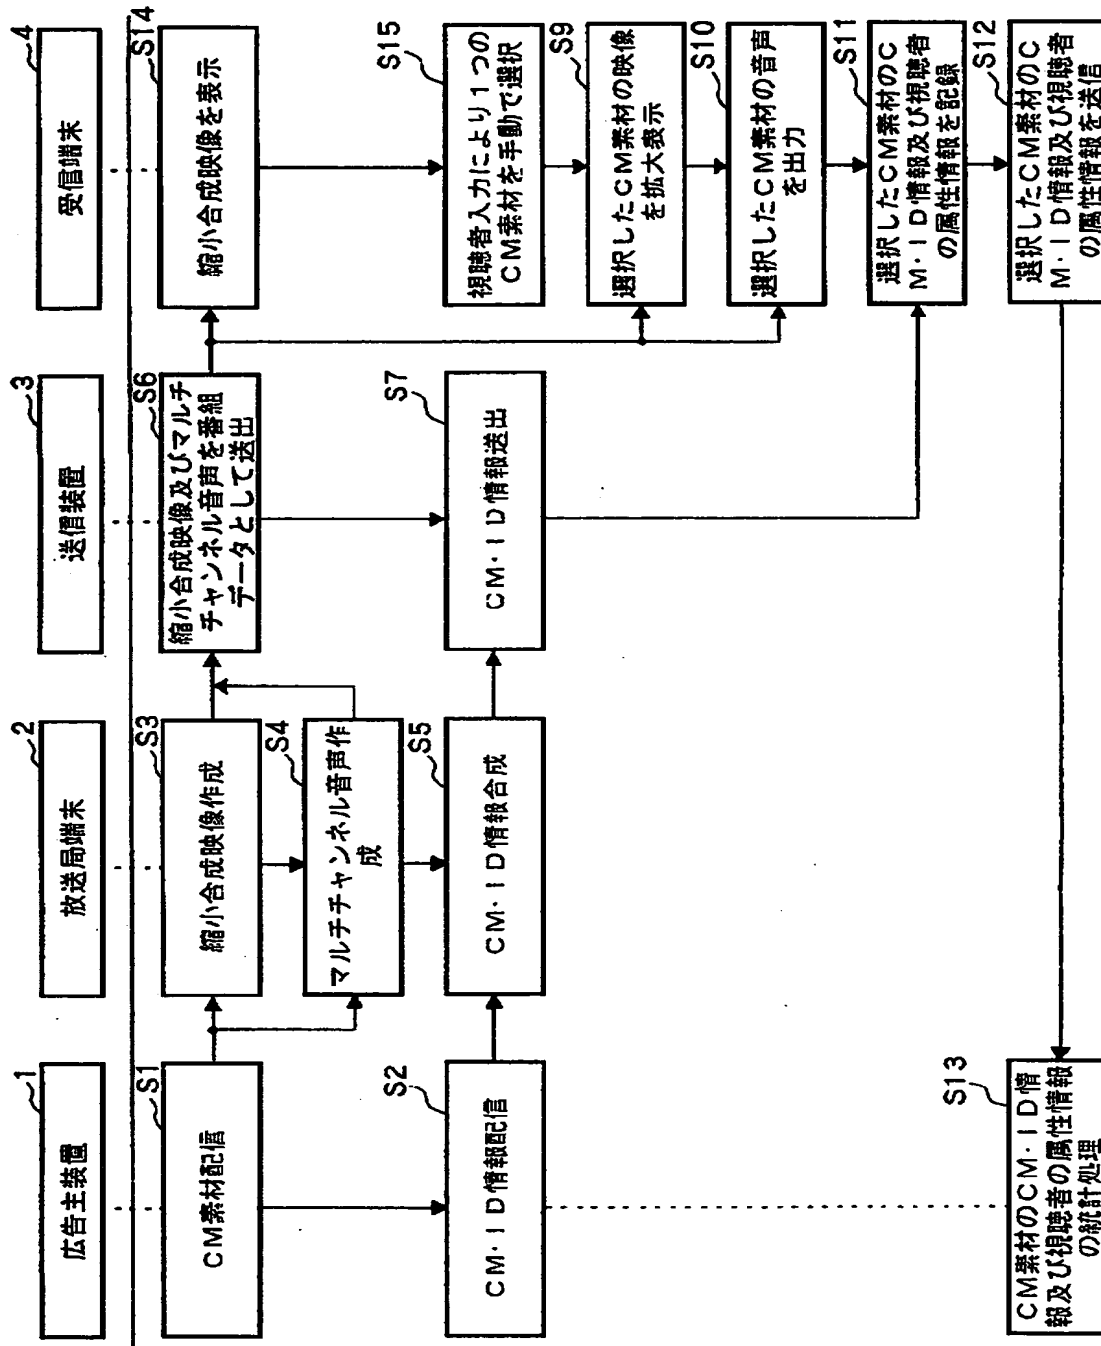 1
広告主装置
2
放送局端末
3
送信装置
4
受信端末
S1
CM素材配信
S2
CM・ID情報配信
S3
縮小合成映像作成
S4
マルチチャンネル音声作
成
S5
CM・ID情報合成
S6
縮小合成映像及びマルチ
チャンネル音声を番組
データとして送出
S7
CM・ID情報送出
S14
縮小合成映像を表示
S15
視聴者入力により1つの
CM素材を手動で選択
S9
選択したCM素材の映像
を拡大表示
S10
選択したCM素材の音声
を出力
S11
選択したCM素材のC
M・ID情報及び視聴者
の属性情報を記録
S12
選択したCM素材のC
M・ID情報及び視聴者
の属性情報を送信
S13
CM素材のCM・ID情
報及び視聴者の属性情報
の統計処理